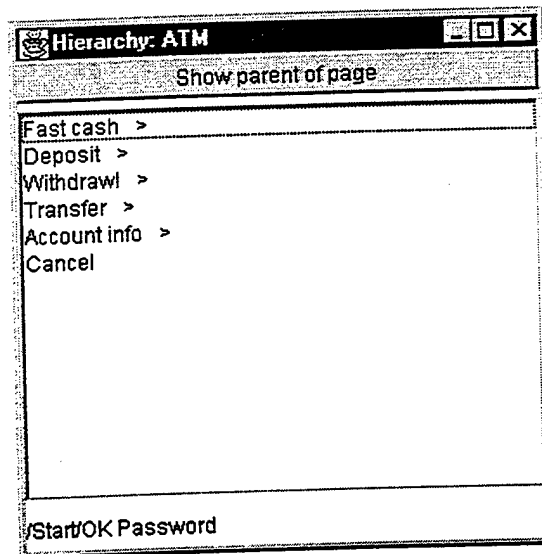 Hierarchy: ATM
Show parent of page
Fast cash >
Deposit >
Withdrawl >
Transfer >
Account info >
Cancel
/Start/OK Password